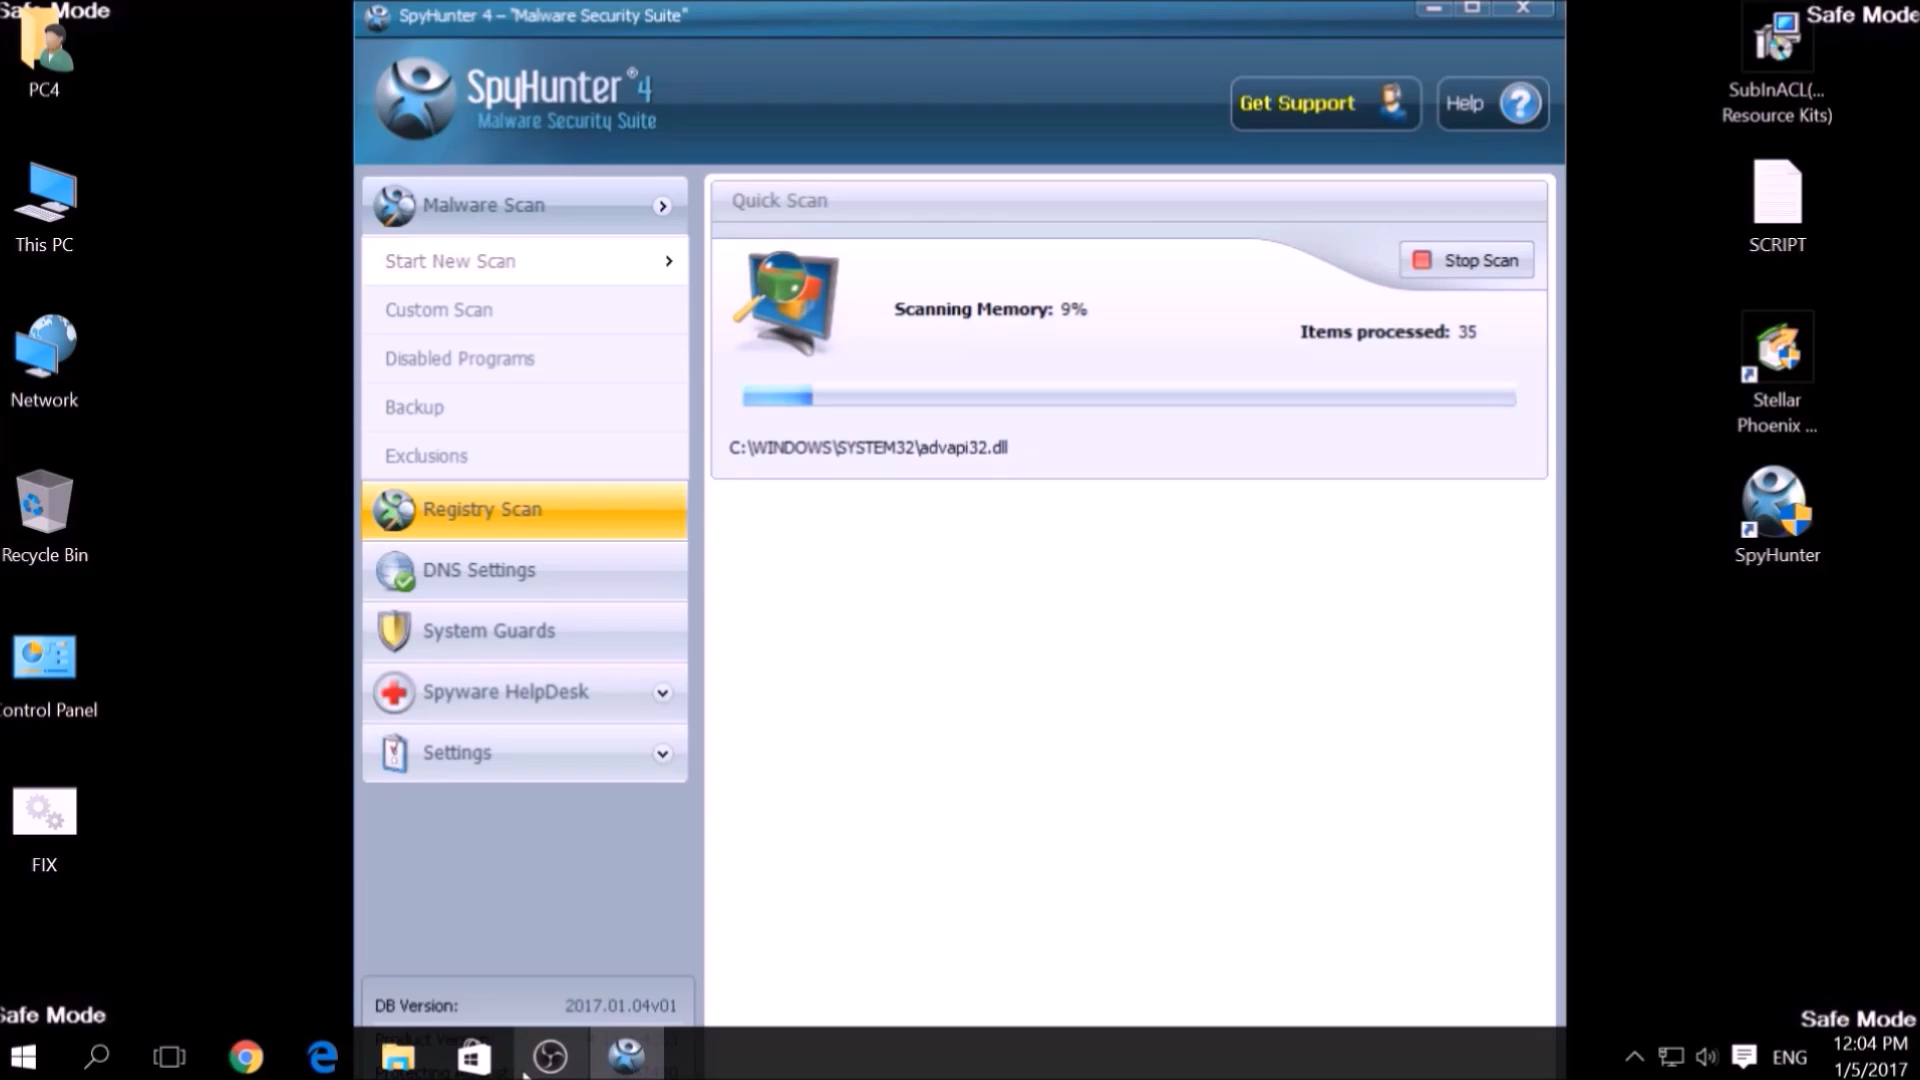 Safe Mode
Safe Mode
PC4
This PC
Network
Recycle Bin
Control Panel
FIX
SpyHunter 4 – "Malware Security Suite"
SpyHunter® 4
Malware Security Suite
Get Support
Help
Malware Scan
Start New Scan
Custom Scan
Disabled Programs
Backup
Exclusions
Registry Scan
DNS Settings
System Guards
Spyware HelpDesk
Settings
DB Version: 2017.01.04v01
Quick Scan
Stop Scan
Scanning Memory: 9%
Items processed: 35
C:\WINDOWS\SYSTEM32\advapi32.dll
SubInACL(...
Resource Kits)
SCRIPT
Stellar
Phoenix ...
SpyHunter
Safe Mode
Safe Mode
ENG
12:04 PM
1/5/2017